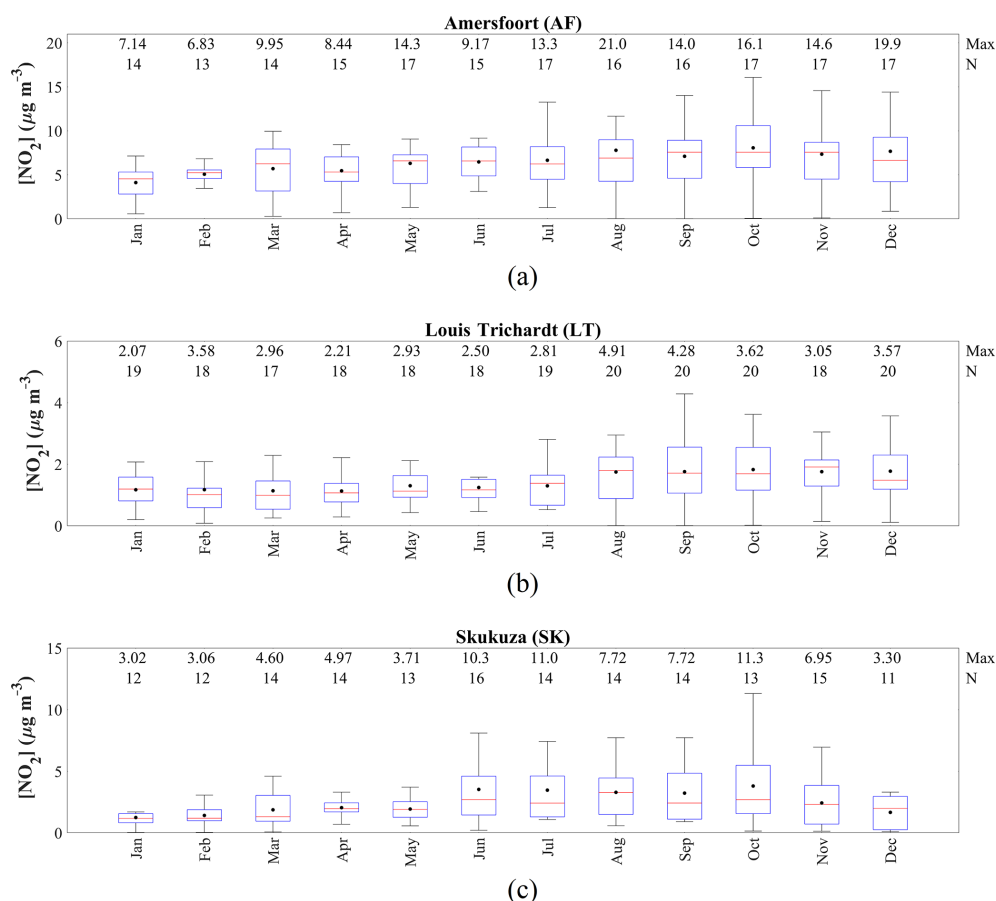 Amersfoort (AF)
20 7.14 6.83 9.95 8.44 14.3 9.17 13.3 21.0 14.0 16.1 14.6 19.9 Max
14 13 14 15 17 15 17 16 16 17 17 17 N
15
10
5
0
[NO₂] (μg m⁻³)
Jan Feb Mar Apr May Jun Jul Aug Sep Oct Nov Dec
(a)
Louis Trichardt (LT)
6 2.07 3.58 2.96 2.21 2.93 2.50 2.81 4.91 4.28 3.62 3.05 3.57 Max
19 18 17 18 18 18 19 20 20 20 18 20 N
4
2
0
[NO₂] (μg m⁻³)
Jan Feb Mar Apr May Jun Jul Aug Sep Oct Nov Dec
(b)
Skukuza (SK)
15 3.02 3.06 4.60 4.97 3.71 10.3 11.0 7.72 7.72 11.3 6.95 3.30 Max
12 12 14 14 13 16 14 14 14 13 15 11 N
10
5
0
[NO₂] (μg m⁻³)
Jan Feb Mar Apr May Jun Jul Aug Sep Oct Nov Dec
(c)